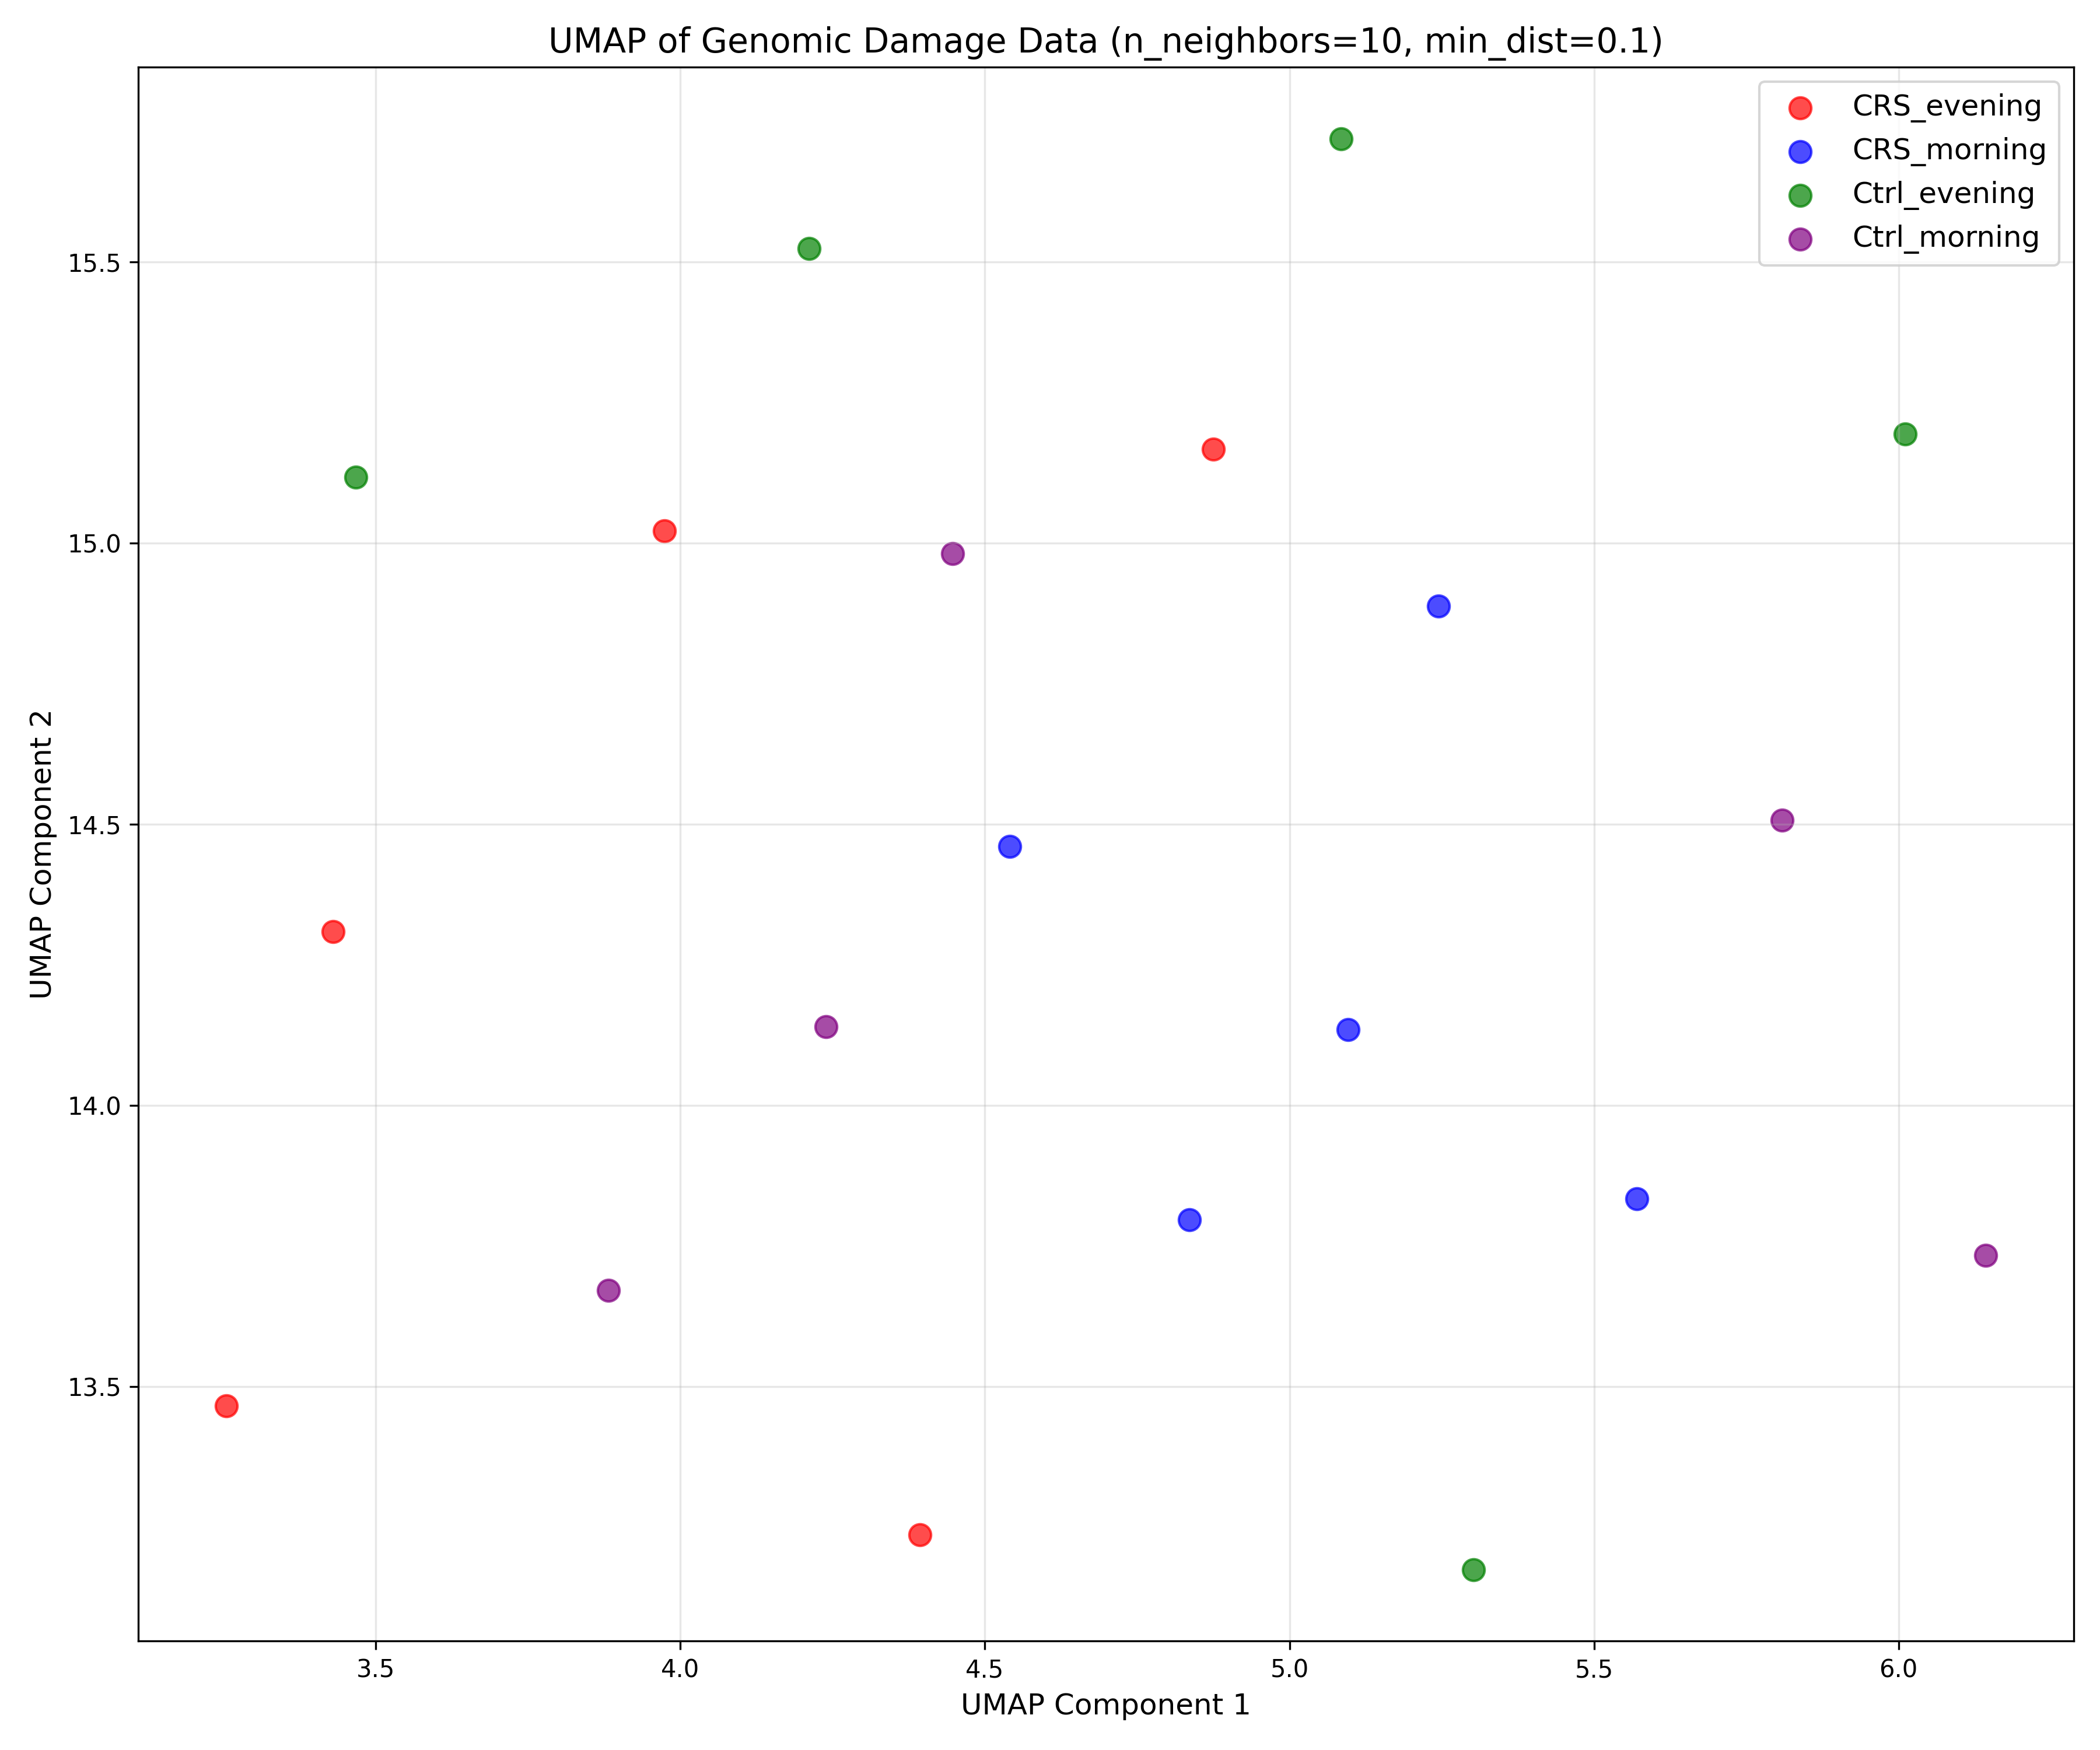 UMAP of Genomic Damage Data (n_neighbors=10, min_dist=0.1)
CRS_evening
CRS_morning
Ctrl_evening
Ctrl_morning
15.5
15.0
14.5
14.0
13.5
UMAP Component 2
3.5 4.0 4.5 5.0 5.5 6.0
UMAP Component 1